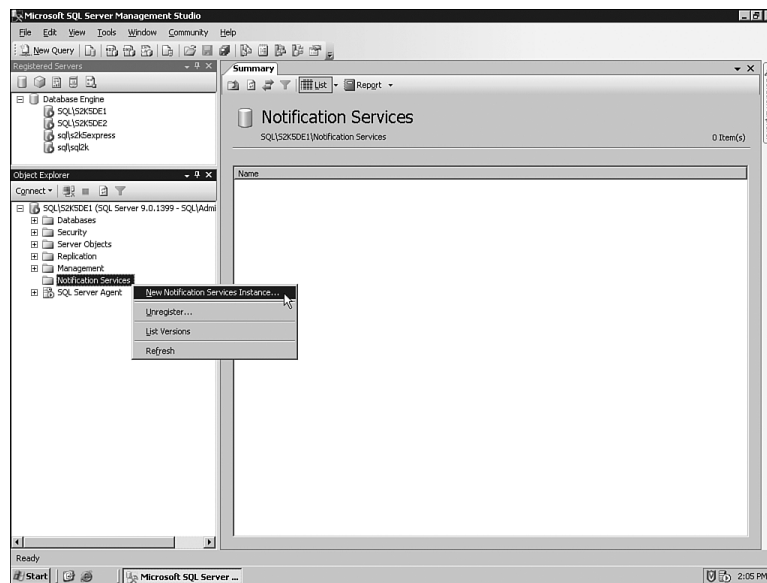 Microsoft SQL Server Management Studio
File Edit View Tools Window Community Help
New Query
Registered Servers
Database Engine
SQL\S2K5DE1
SQL\S2K5DE2
sql\s2k5express
sql\sql2k
Object Explorer
Connect
SQL\S2K5DE1 (SQL Server 9.0.1399 - SQL\Admi
Databases
Security
Server Objects
Replication
Management
Notification Services
SQL Server Agent
New Notification Services Instance...
Unregister...
List Versions
Refresh
Summary
List Report
Notification Services
SQL\S2K5DE1\Notification Services
0 Item(s)
Name
Ready
Start
Microsoft SQL Server ...
2:05 PM